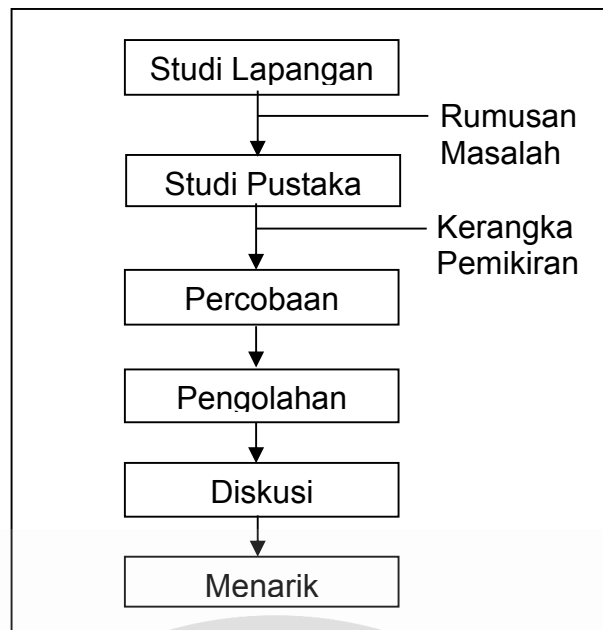 Studi Lapangan
Rumusan
Masalah
Studi Pustaka
Kerangka
Pemikiran
Percobaan
Pengolahan
Diskusi
Menarik